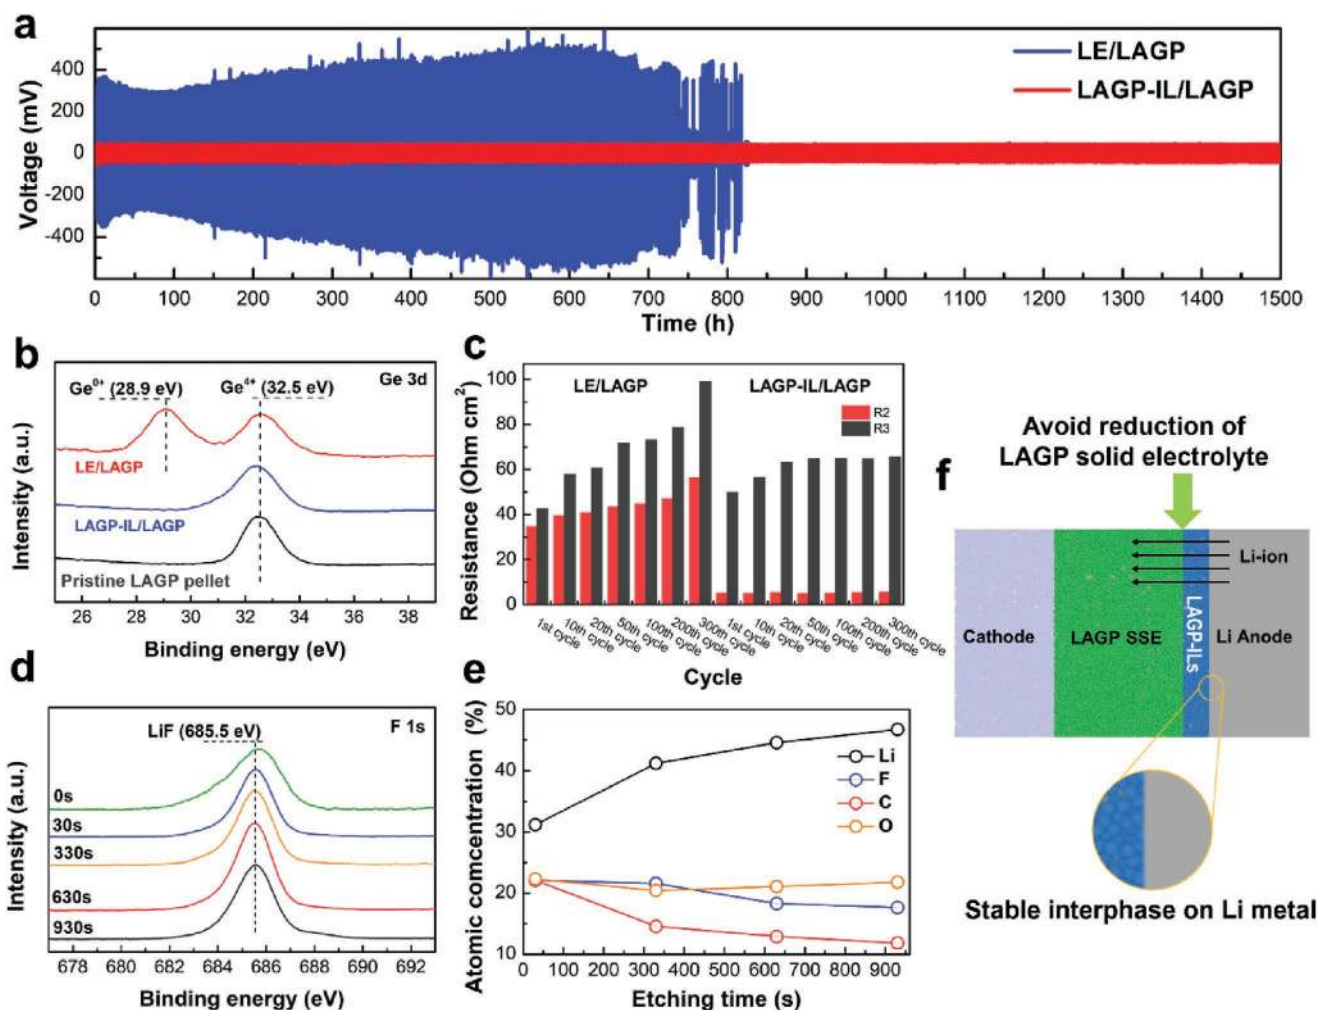 a
LE/LAGP
LAGP-IL/LAGP
Voltage (mV)
400
200
0
-200
-400
0 100 200 300 400 500 600 700 800 900 1000 1100 1200 1300 1400 1500
Time (h)
b
Ge⁰⁺ (28.9 eV)
Ge⁴⁺ (32.5 eV)
Ge 3d
LE/LAGP
LAGP-IL/LAGP
Pristine LAGP pellet
Intensity (a.u.)
26 28 30 32 34 36 38
Binding energy (eV)
c
LE/LAGP
LAGP-IL/LAGP
R2
R3
Resistance (Ohm cm²)
100
80
60
40
20
0
1st cycle
10th cycle
20th cycle
50th cycle
100th cycle
200th cycle
300th cycle
1st cycle
10th cycle
20th cycle
50th cycle
100th cycle
200th cycle
300th cycle
Cycle
d
LiF (685.5 eV)
F 1s
0s
30s
330s
630s
930s
Intensity (a.u.)
678 680 682 684 686 688 690 692
Binding energy (eV)
e
Li
F
C
O
Atomic comcentration (%)
50
40
30
20
10
0 100 200 300 400 500 600 700 800 900
Etching time (s)
f
Avoid reduction of
LAGP solid electrolyte
Li-ion
Cathode
LAGP SSE
LAGP-ILs
Li Anode
Stable interphase on Li metal